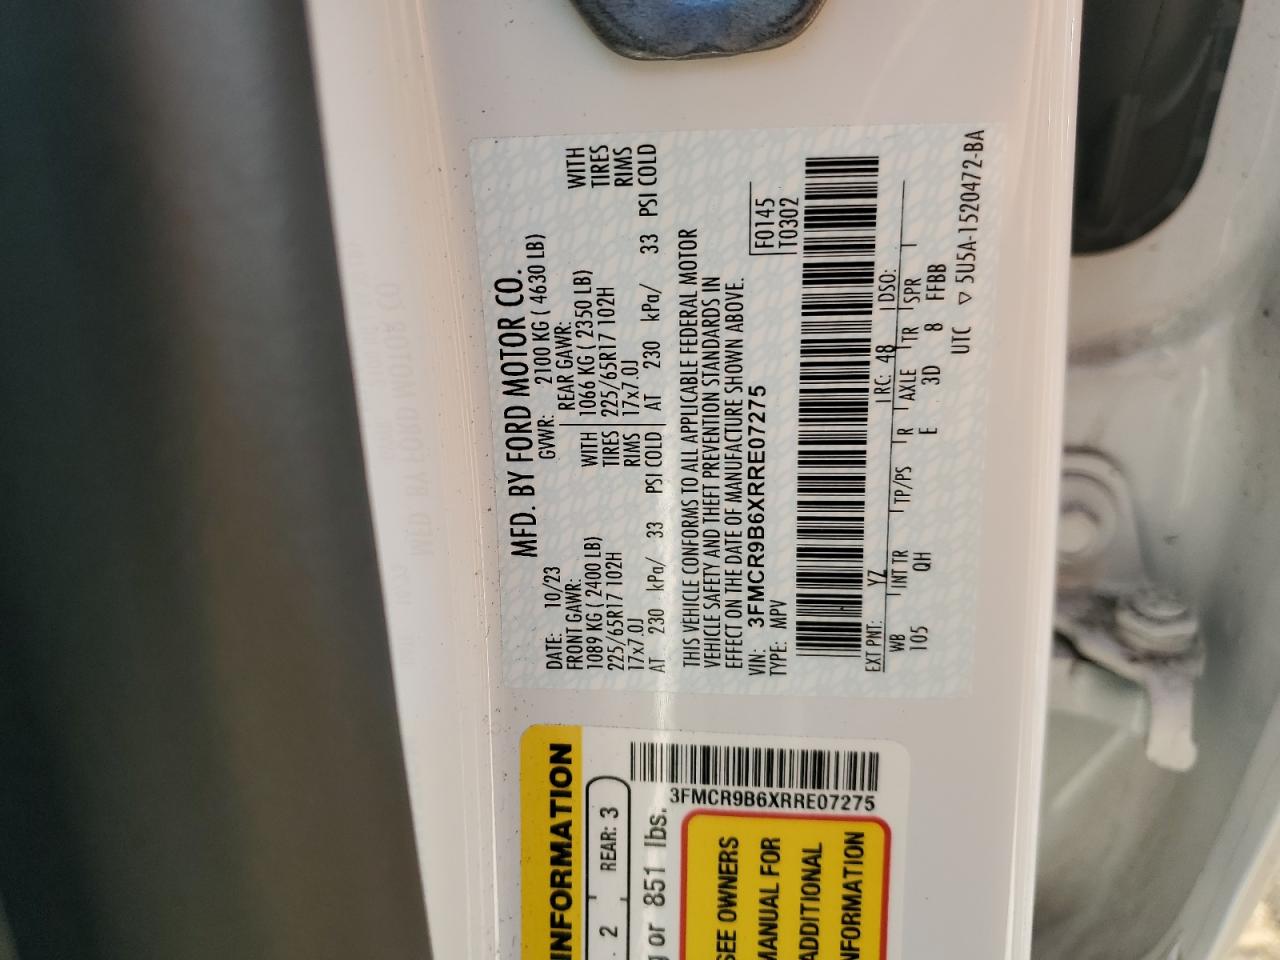 MFD. BY FORD MOTOR CO.
DATE: 10/23 GVWR: 2100 KG ( 4630 LB)
FRONT GAWR: REAR GAWR:
1089 KG ( 2400 LB) WITH 1066 KG ( 2350 LB) WITH
225/65R17 102H TIRES 225/65R17 102H TIRES
17x7.0J RIMS 17x7.0J RIMS
AT 230 kPa/ 33 PSI COLD AT 230 kPa/ 33 PSI COLD
THIS VEHICLE CONFORMS TO ALL APPLICABLE FEDERAL MOTOR
VEHICLE SAFETY AND THEFT PREVENTION STANDARDS IN
EFFECT ON THE DATE OF MANUFACTURE SHOWN ABOVE.
VIN: 3FMCR9B6XRRE07275 F0145
TYPE: MPV T0302
EXT PNT: YZ RC: 48 DSO:
WB INT TR TP/PS R AXLE TR SPR
105 QH E 3D 8 FFBB
UTC ▽ 5U5A-1520472-BA
INFORMATION
2 REAR: 3
or 851 lbs.
3FMCR9B6XRRE07275
SEE OWNERS
MANUAL FOR
ADDITIONAL
INFORMATION